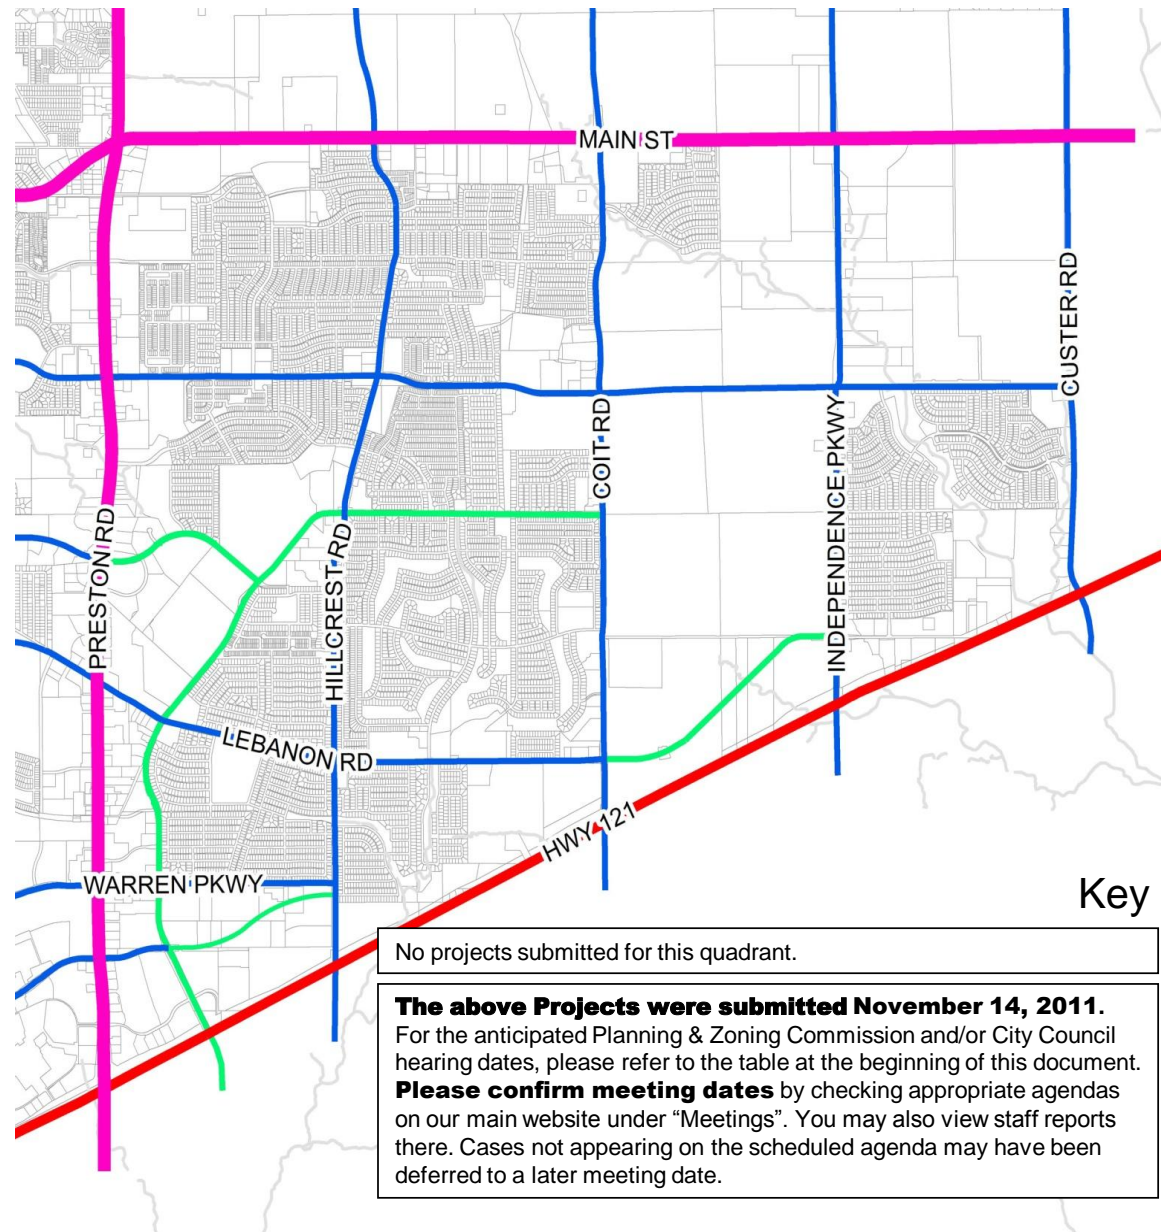 MAIN ST
CUSTER RD
COIT RD
INDEPENDENCE PKWY
PRESTON RD
HILLCREST RD
LEBANON RD
HWY 121
WARREN PKWY
Key
No projects submitted for this quadrant.
The above Projects were submitted November 14, 2011.
For the anticipated Planning & Zoning Commission and/or City Council
hearing dates, please refer to the table at the beginning of this document.
Please confirm meeting dates by checking appropriate agendas
on our main website under “Meetings”. You may also view staff reports
there. Cases not appearing on the scheduled agenda may have been
deferred to a later meeting date.